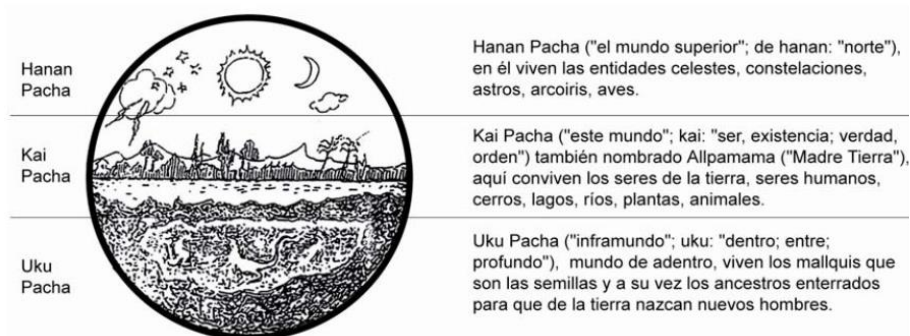 Hanan
Pacha
Hanan Pacha ("el mundo superior"; de hanan: "norte"),
en él viven las entidades celestes, constelaciones,
astros, arcoiris, aves.
Kai
Pacha
Kai Pacha ("este mundo"; kai: "ser, existencia; verdad,
orden") también nombrado Allpamama ("Madre Tierra"),
aquí conviven los seres de la tierra, seres humanos,
cerros, lagos, ríos, plantas, animales.
Uku
Pacha
Uku Pacha ("inframundo"; uku: "dentro; entre;
profundo"), mundo de adentro, viven los mallquis que
son las semillas y a su vez los ancestros enterrados
para que de la tierra nazcan nuevos hombres.